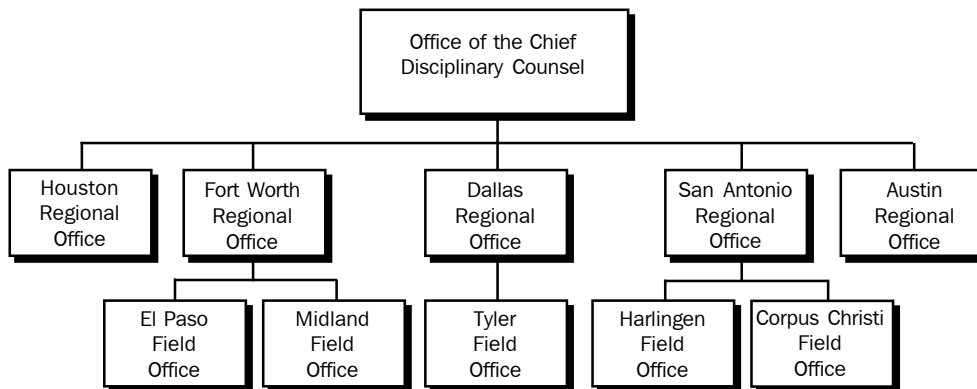 Office of the Chief
Disciplinary Counsel
Houston
Regional
Office
Fort Worth
Regional
Office
Dallas
Regional
Office
San Antonio
Regional
Office
Austin
Regional
Office
El Paso
Field
Office
Midland
Field
Office
Tyler
Field
Office
Harlingen
Field
Office
Corpus Christi
Field
Office